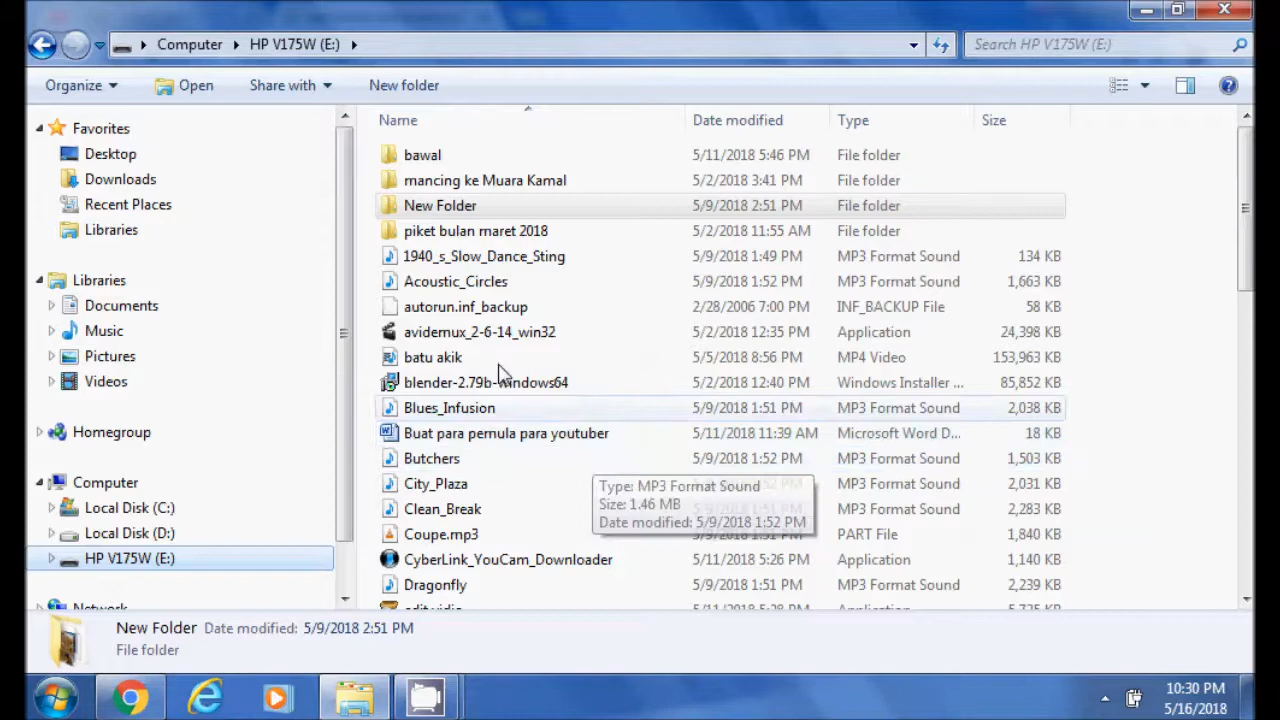 Computer HP V175W (E:) Search HP V175W (E:)
Organize Open Share with New folder
Name Date modified Type Size
Favorites
Desktop
Downloads
Recent Places
Libraries
Libraries
Documents
Music
Pictures
Videos
Homegroup
Computer
Local Disk (C:)
Local Disk (D:)
HP V175W (E:)
Network
bawal 5/11/2018 5:46 PM File folder
mancing ke Muara Kamal 5/2/2018 3:41 PM File folder
New Folder 5/9/2018 2:51 PM File folder
piket bulan maret 2018 5/2/2018 11:55 AM File folder
1940_s_Slow_Dance_Sting 5/9/2018 1:49 PM MP3 Format Sound 134 KB
Acoustic_Circles 5/9/2018 1:52 PM MP3 Format Sound 1,663 KB
autorun.inf_backup 2/28/2006 7:00 PM INF_BACKUP File 58 KB
avidemux_2-6-14_win32 5/2/2018 12:35 PM Application 24,398 KB
batu akik 5/5/2018 8:56 PM MP4 Video 153,963 KB
blender-2.79b-windows64 5/2/2018 12:40 PM Windows Installer ... 85,852 KB
Blues_Infusion 5/9/2018 1:51 PM MP3 Format Sound 2,038 KB
Buat para pemula para youtuber 5/11/2018 11:39 AM Microsoft Word D... 18 KB
Butchers 5/9/2018 1:52 PM MP3 Format Sound 1,503 KB
City_Plaza 1:52 PM MP3 Format Sound 2,031 KB
Clean_Break 5/9/2018 1:51 PM MP3 Format Sound 2,283 KB
Coupe.mp3 5/9/2018 1:51 PM PART File 1,840 KB
CyberLink_YouCam_Downloader 5/11/2018 5:26 PM Application 1,140 KB
Dragonfly 5/9/2018 1:51 PM MP3 Format Sound 2,239 KB
5/11/2018 5:28 PM Application
Type: MP3 Format Sound
Size: 1.46 MB
Date modified: 5/9/2018 1:52 PM
New Folder Date modified: 5/9/2018 2:51 PM
File folder
10:30 PM
5/16/2018